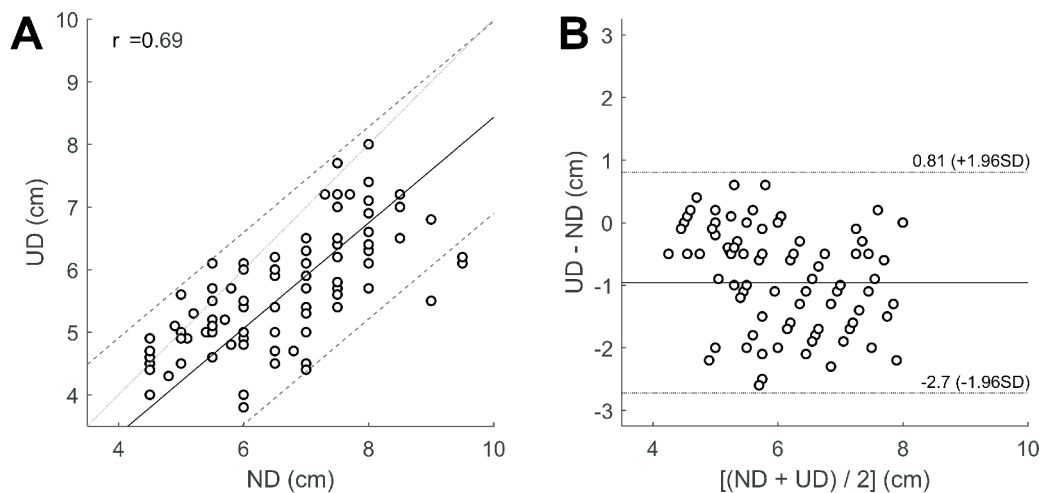 A
r =0.69
10
9
8
7
6
5
4
UD (cm)
4
6
8
10
ND (cm)
B
3
2
1
0
-1
-2
-3
UD - ND (cm)
0.81 (+1.96SD)
-2.7 (-1.96SD)
4
6
8
10
[(ND + UD) / 2] (cm)